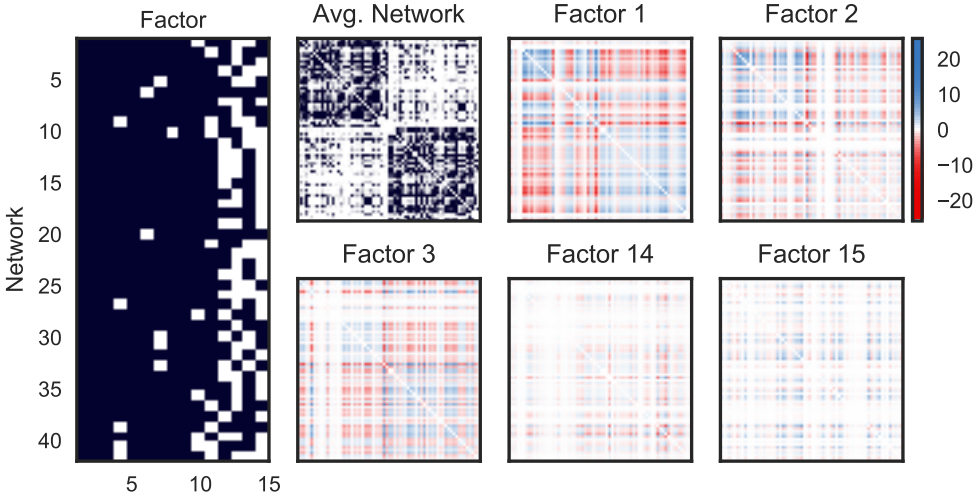 Factor
Avg. Network
Factor 1
Factor 2
5
10
15
20
25
30
35
40
Network
5
10
15
20
10
0
−10
−20
Factor 3
Factor 14
Factor 15